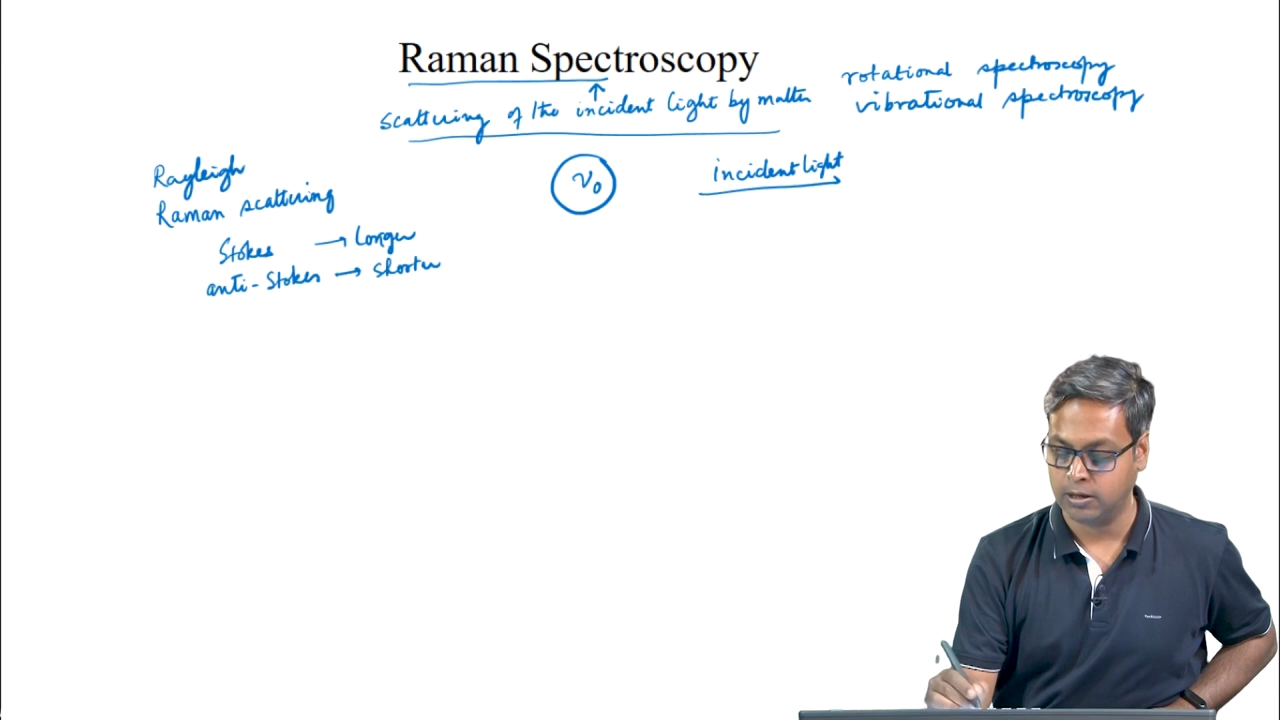 Raman Spectroscopy
rotational spectroscopy
vibrational spectroscopy
scattering of the incident light by matter
Rayleigh
Raman scattering
Stokes → Longer
anti-Stokes → shorter
ν₀
incident light